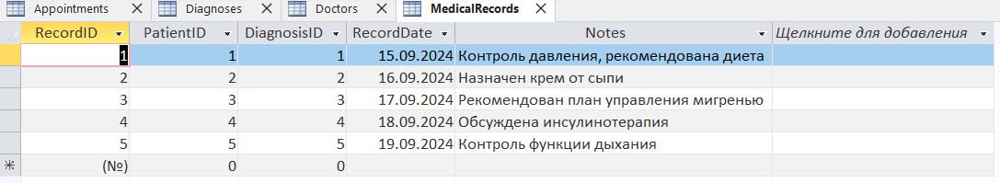 Appointments Diagnoses Doctors MedicalRecords
RecordID PatientID DiagnosisID RecordDate Notes Щелкните для добавления
1 1 1 15.09.2024 Контроль давления, рекомендована диета
2 2 2 16.09.2024 Назначен крем от сыпи
3 3 3 17.09.2024 Рекомендован план управления мигренью
4 4 4 18.09.2024 Обсуждена инсулинотерапия
5 5 5 19.09.2024 Контроль функции дыхания
(№) 0 0